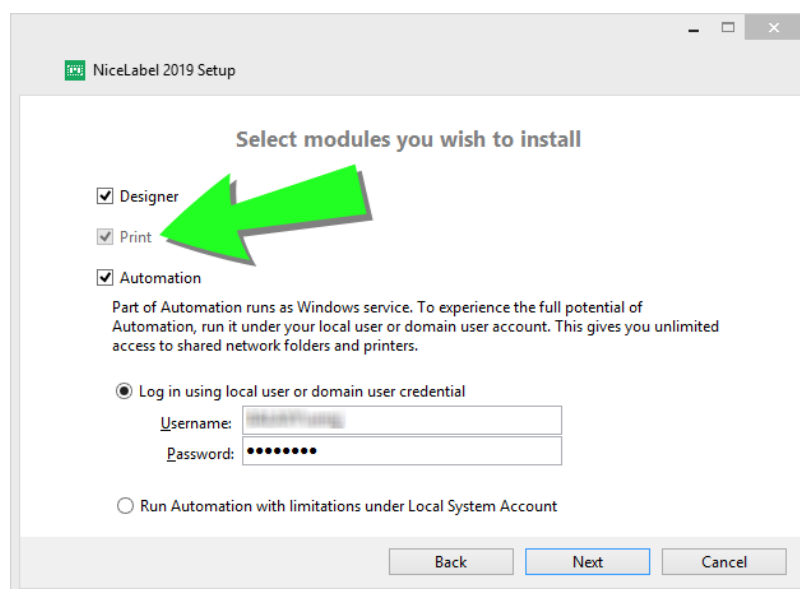 NiceLabel 2019 Setup
Select modules you wish to install
Designer
Print
Automation
Part of Automation runs as Windows service. To experience the full potential of
Automation, run it under your local user or domain user account. This gives you unlimited
access to shared network folders and printers.
Log in using local user or domain user credential
Username:
Password: ●●●●●●●●
Run Automation with limitations under Local System Account
Back Next Cancel